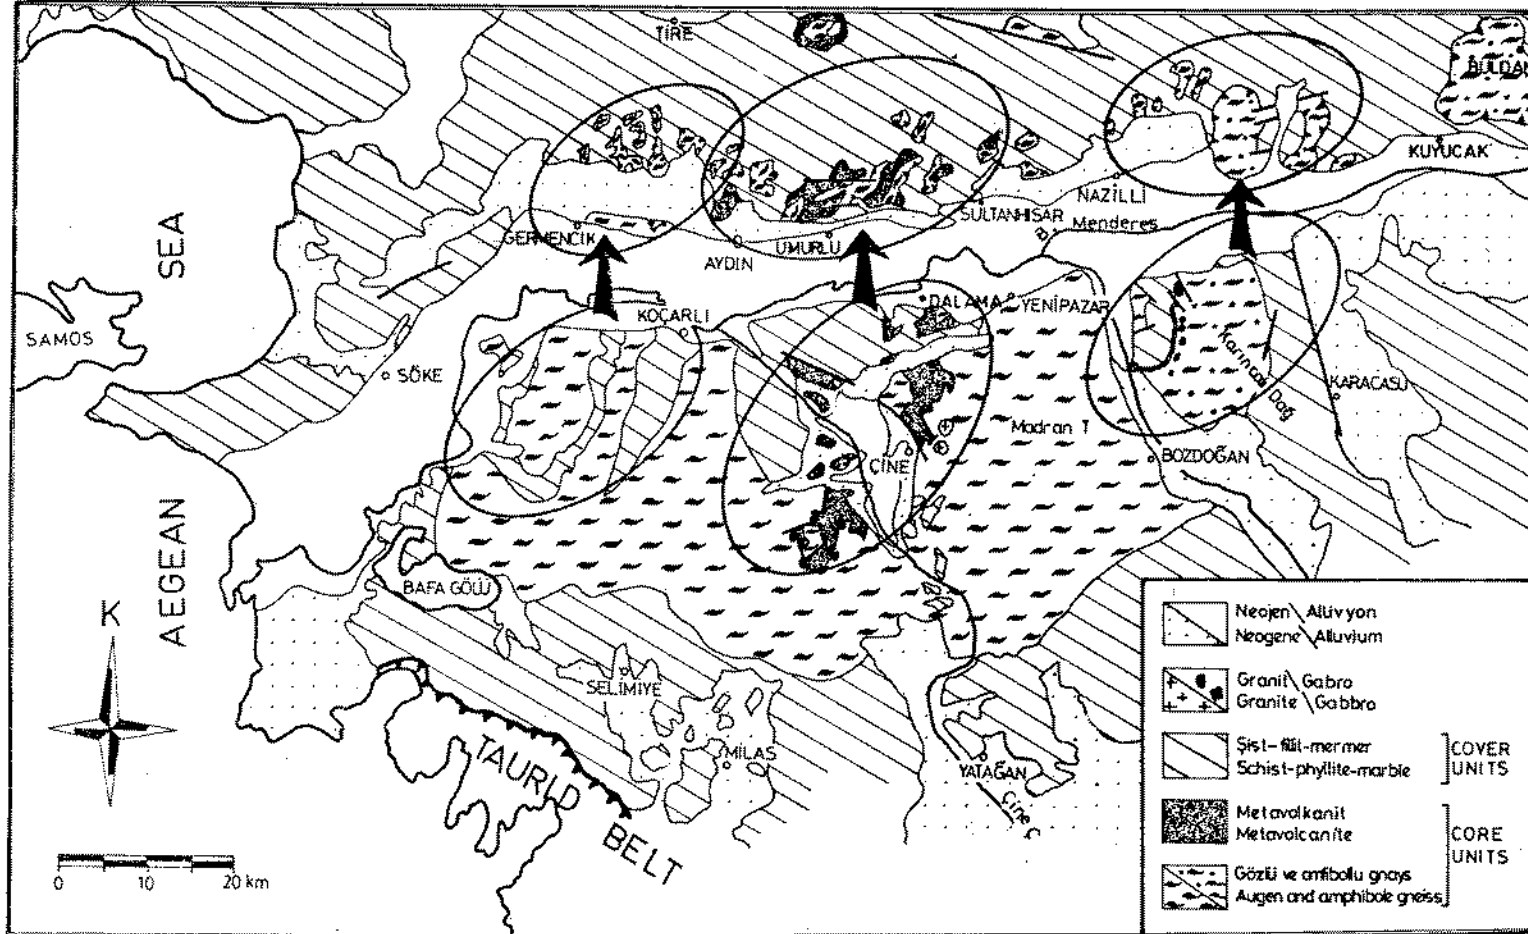 TİRE
BULDAN
KUYUCAK
NAZİLLİ
SULTANHİSAR
Menderes
GERMENCİK
AYDIN
UMURLU
SEA
SAMOS
KOÇARLI
DALAMA
YENİPAZAR
SÖKE
Karıncalı Dağ
KARACASU
Madran T
ÇİNE
BOZDOĞAN
AEGEAN
BAFA GÖLÜ
K
SELİMİYE
MİLAS
YATAĞAN
Çine Ç
TAURID BELT
0 10 20 km
Neojen \ Alüvyon
Neogene \ Alluvium
Granit \ Gabro
Granite \ Gabbro
Şist-fillit-mermer
Schist-phyllite-marble
COVER
UNITS
Metavolkanit
Metavolcanite
CORE
UNITS
Gözlü ve amfibollu gnays
Augen and amphibole gneiss